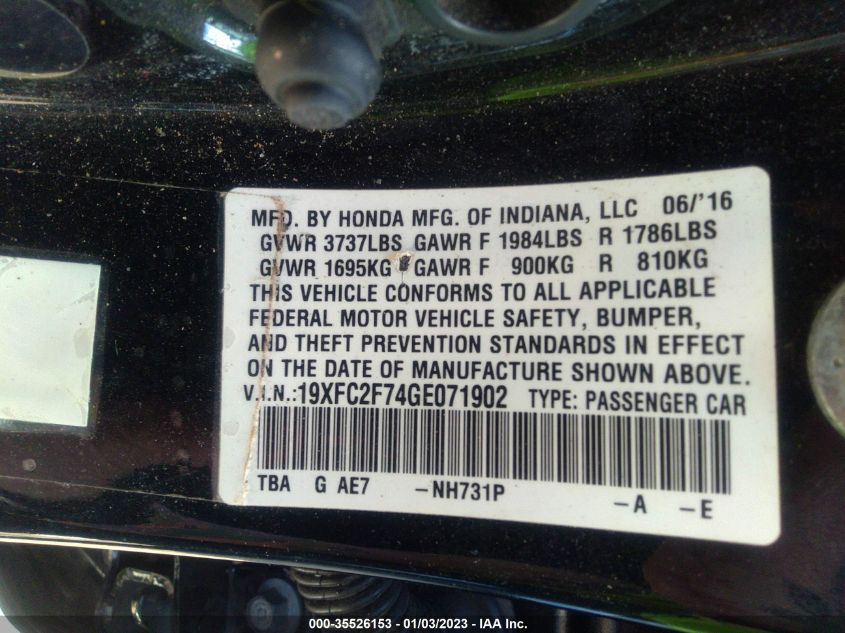 MFD. BY HONDA MFG. OF INDIANA, LLC 06/'16
GVWR 3737LBS GAWR F 1984LBS R 1786LBS
GVWR 1695KG GAWR F 900KG R 810KG
THIS VEHICLE CONFORMS TO ALL APPLICABLE
FEDERAL MOTOR VEHICLE SAFETY, BUMPER,
AND THEFT PREVENTION STANDARDS IN EFFECT
ON THE DATE OF MANUFACTURE SHOWN ABOVE.
V.I.N.:19XFC2F74GE071902 TYPE: PASSENGER CAR
TBA G AE7 -NH731P -A -E
000-35526153 - 01/03/2023 - IAA Inc.